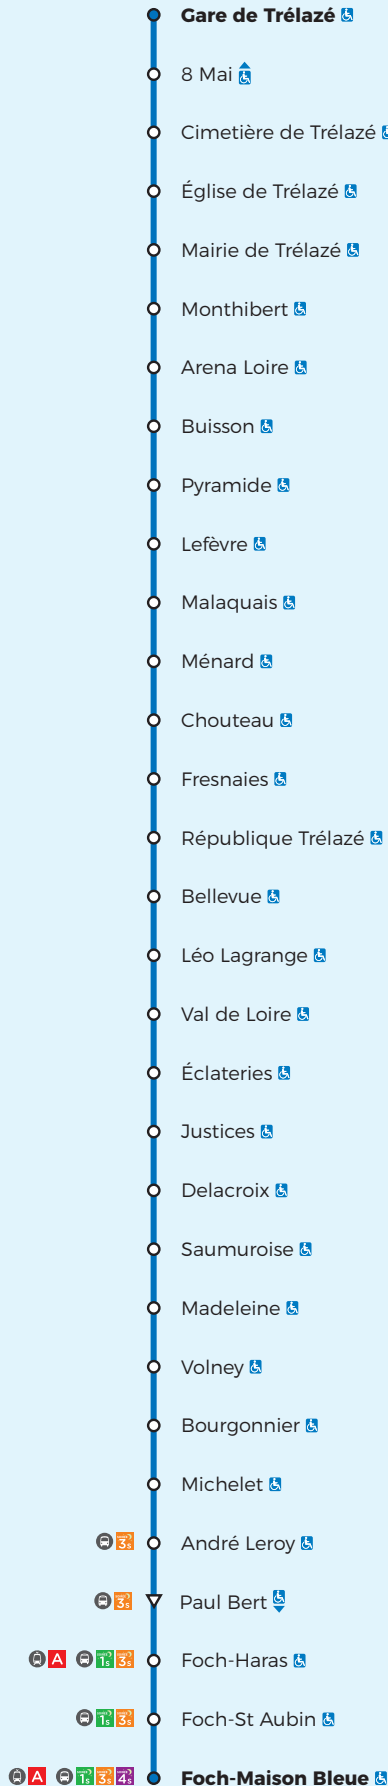 Gare de Trélazé
8 Mai
Cimetière de Trélazé
Église de Trélazé
Mairie de Trélazé
Monthibert
Arena Loire
Buisson
Pyramide
Lefèvre
Malaquais
Ménard
Chouteau
Fresnaies
République Trélazé
Bellevue
Léo Lagrange
Val de Loire
Éclateries
Justices
Delacroix
Saumuroise
Madeleine
Volney
Bourgonnier
Michelet
3s André Leroy
3s Paul Bert
A 1s 3s Foch-Haras
1s 3s Foch-St Aubin
A 1s 3s 4s Foch-Maison Bleue